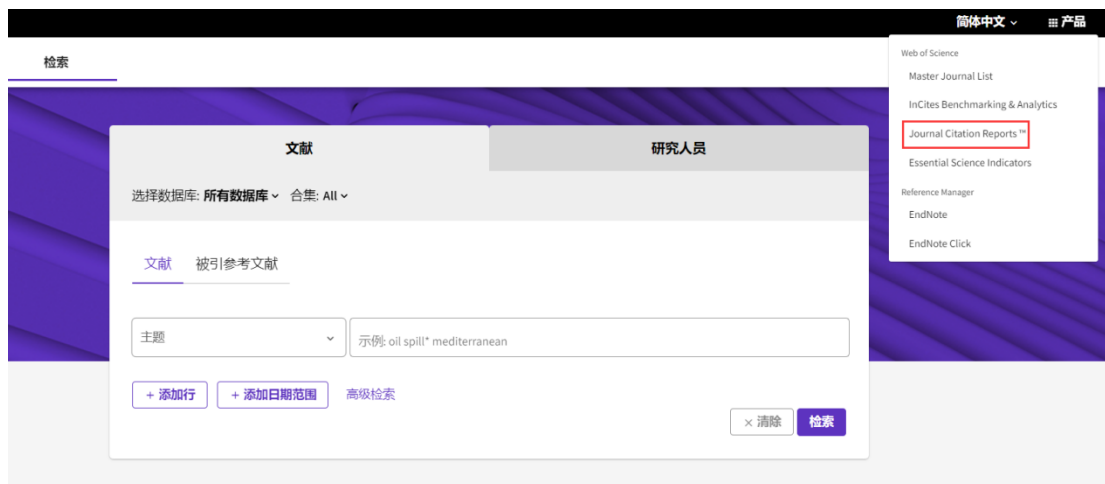 简体中文 产品
检索
Web of Science
Master Journal List
InCites Benchmarking & Analytics
Journal Citation Reports ™
Essential Science Indicators
Reference Manager
EndNote
EndNote Click
文献 研究人员
选择数据库: 所有数据库 合集: All
文献 被引参考文献
主题 示例: oil spill* mediterranean
+ 添加行 + 添加日期范围 高级检索
× 清除 检索